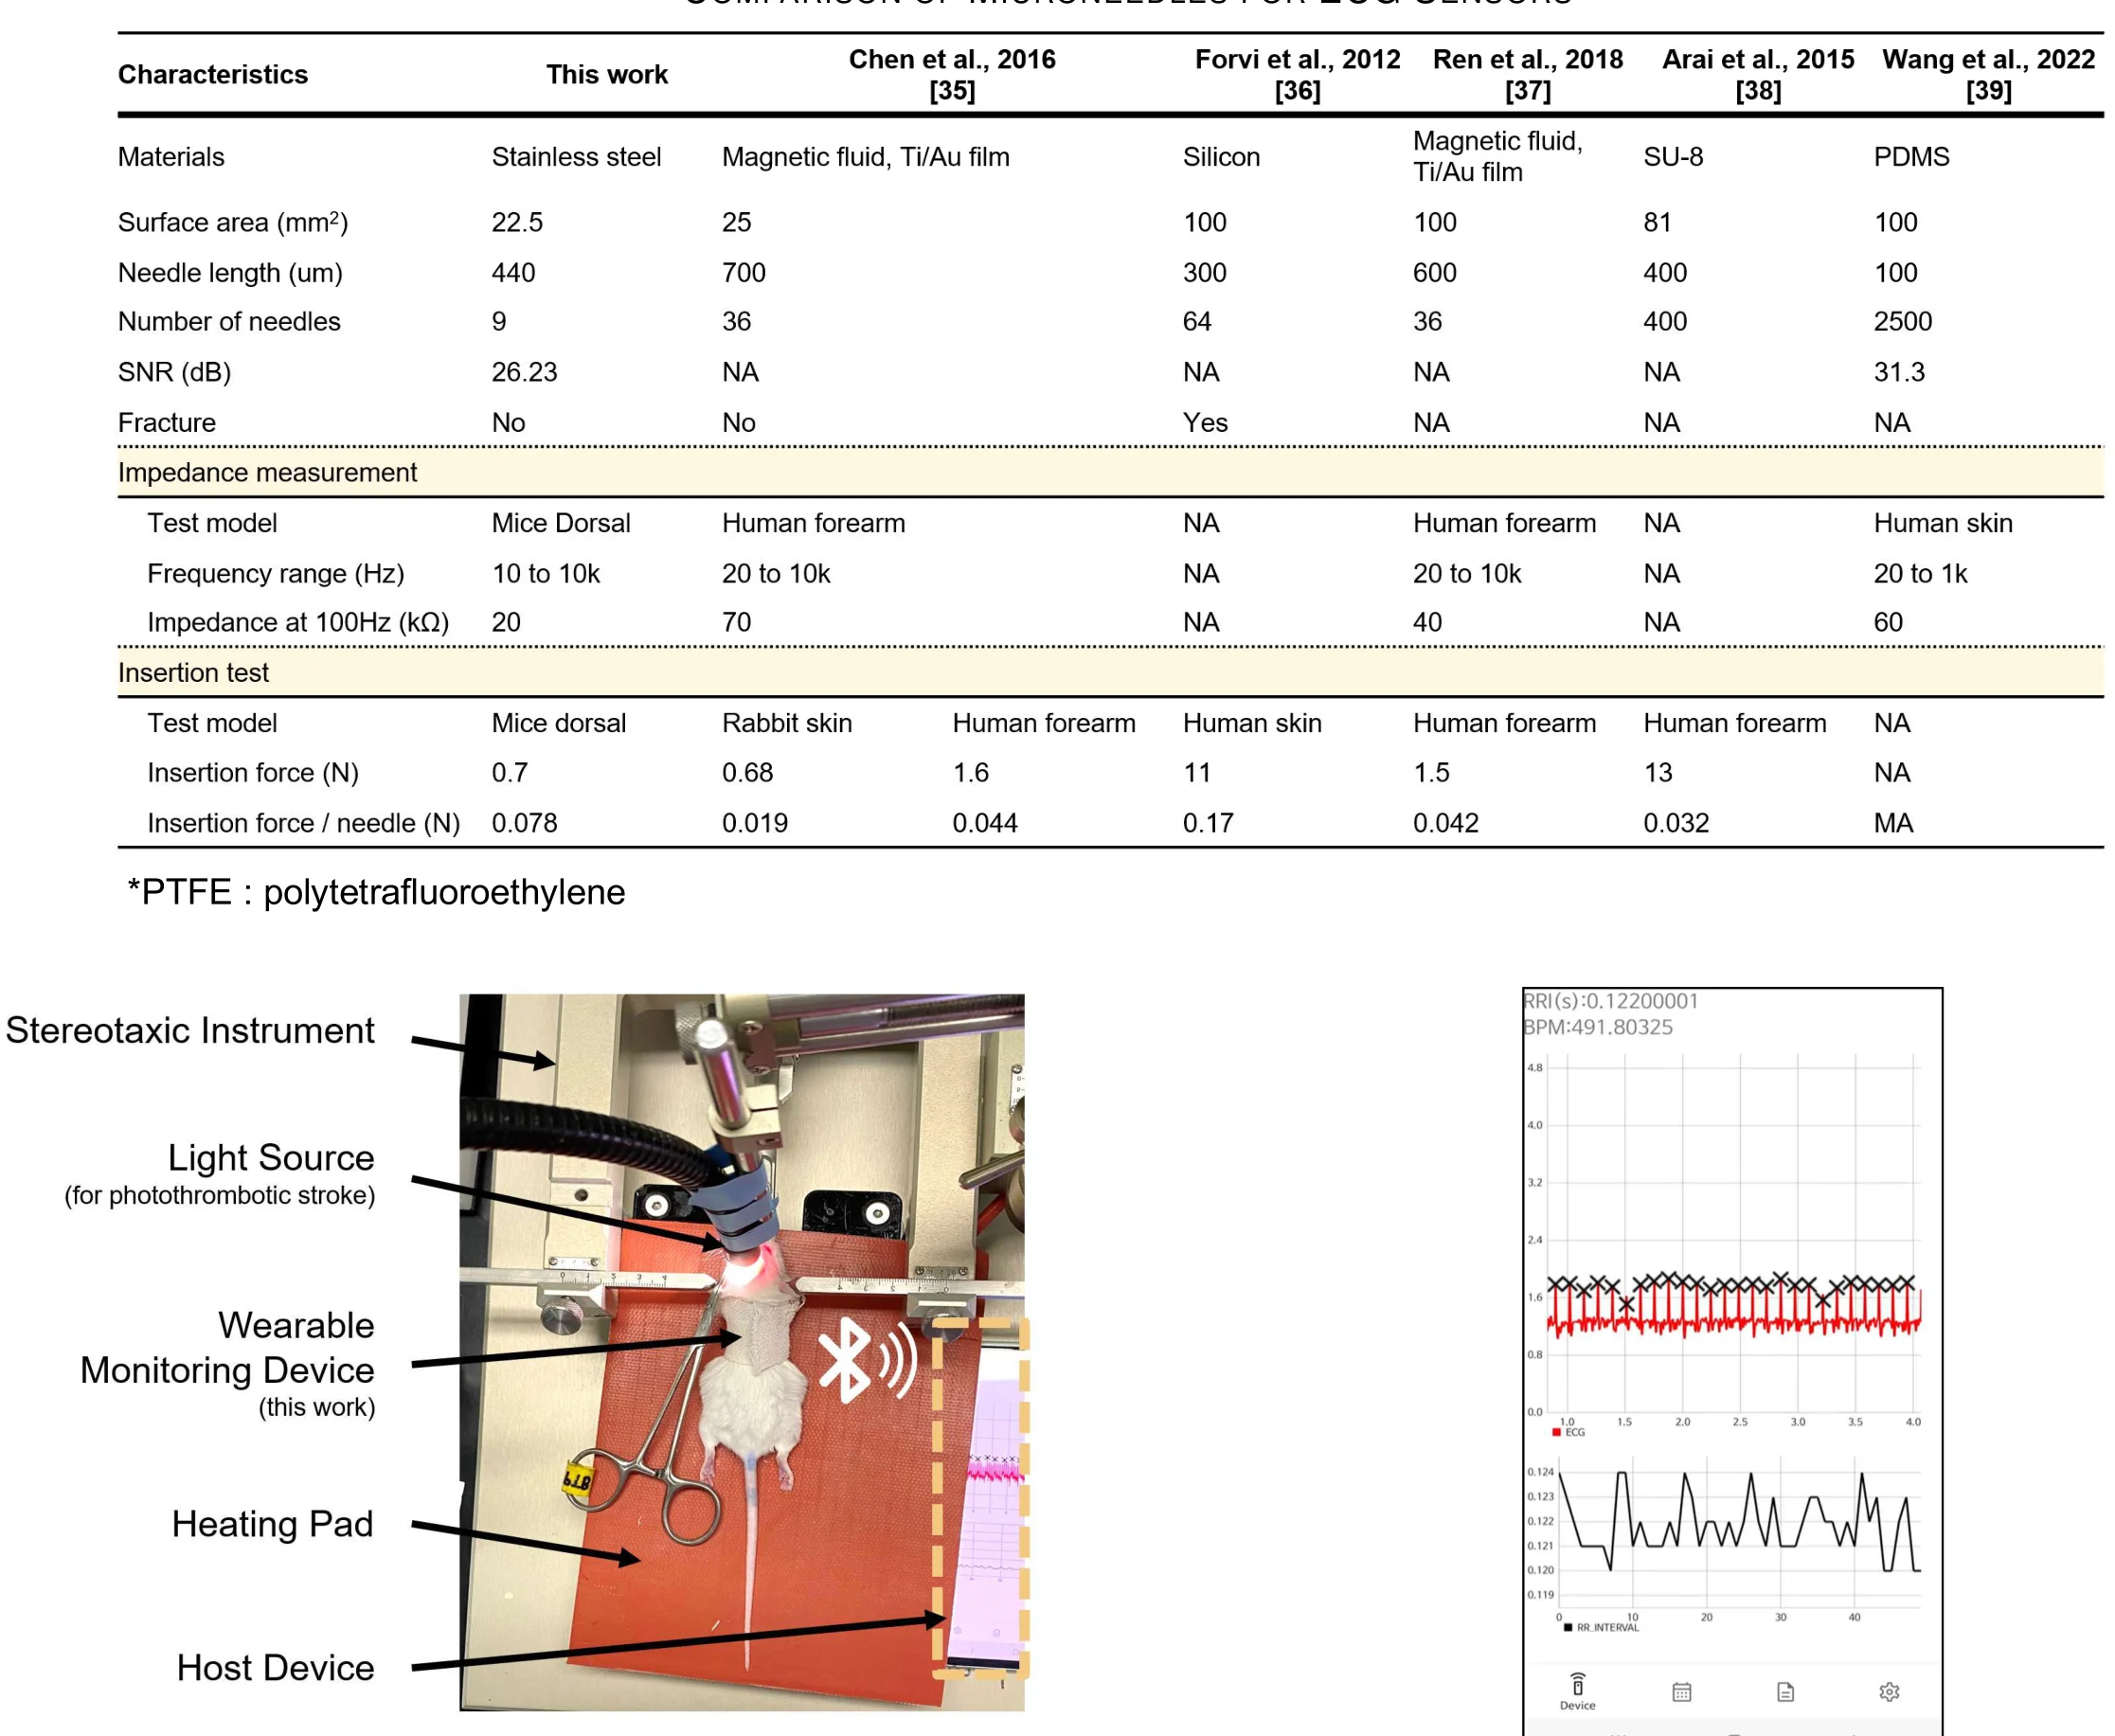 COMPARISON OF MICRONEEDLES FOR ECG SENSORS
Characteristics This work Chen et al., 2016 [35] Forvi et al., 2012 [36] Ren et al., 2018 [37] Arai et al., 2015 [38] Wang et al., 2022 [39]
Materials Stainless steel Magnetic fluid, Ti/Au film Silicon Magnetic fluid, Ti/Au film SU-8 PDMS
Surface area (mm²) 22.5 25 100 100 81 100
Needle length (um) 440 700 300 600 400 100
Number of needles 9 36 64 36 400 2500
SNR (dB) 26.23 NA NA NA NA 31.3
Fracture No No Yes NA NA NA
Impedance measurement
Test model Mice Dorsal Human forearm NA Human forearm NA Human skin
Frequency range (Hz) 10 to 10k 20 to 10k NA 20 to 10k NA 20 to 1k
Impedance at 100Hz (kΩ) 20 70 NA 40 NA 60
Insertion test
Test model Mice dorsal Rabbit skin Human forearm Human skin Human forearm Human forearm NA
Insertion force (N) 0.7 0.68 1.6 11 1.5 13 NA
Insertion force / needle (N) 0.078 0.019 0.044 0.17 0.042 0.032 MA
*PTFE : polytetrafluoroethylene
Stereotaxic Instrument
Light Source
(for photothrombotic stroke)
Wearable
Monitoring Device
(this work)
Heating Pad
Host Device
RRI(s):0.12200001
BPM:491.80325
4.8
4.0
3.2
2.4
1.6
0.8
0.0
1.0 1.5 2.0 2.5 3.0 3.5 4.0
ECG
0.124
0.123
0.122
0.121
0.120
0.119
0 10 20 30 40
RR_INTERVAL
Device